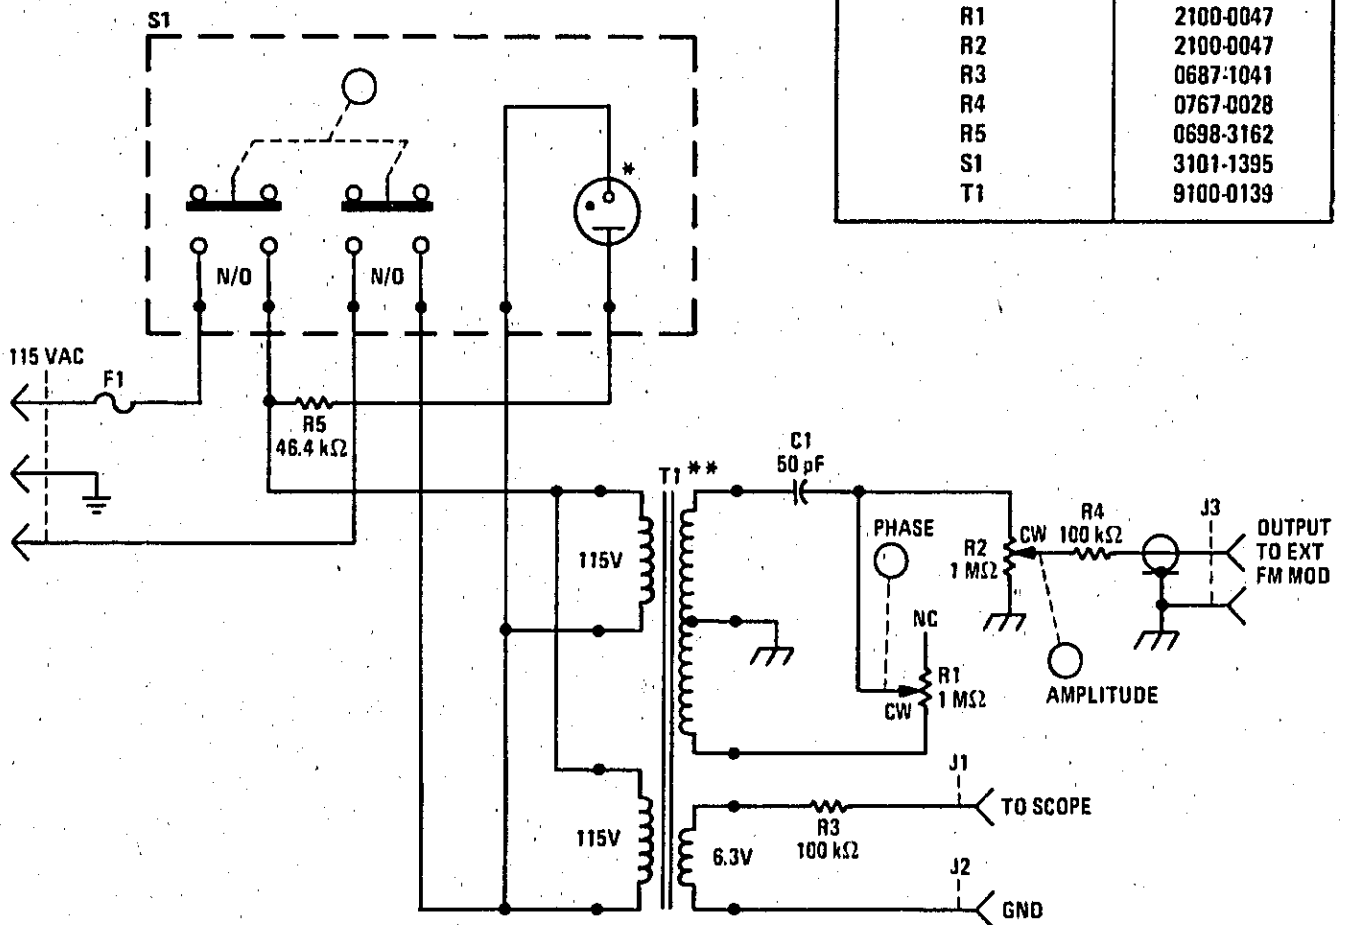 S1
R1 2100-0047
R2 2100-0047
R3 0687-1041
R4 0767-0028
R5 0698-3162
S1 3101-1395
T1 9100-0139
*
N/O
N/O
115 VAC
F1
R5
46.4 kΩ
T1 **
C1
50 pF
PHASE
R2
1 MΩ
CW
R4
100 kΩ
J3
OUTPUT
TO EXT
FM MOD
115V
NC
R1
1 MΩ
CW
AMPLITUDE
J1
TO SCOPE
R3
100 kΩ
115V
6.3V
J2
GND